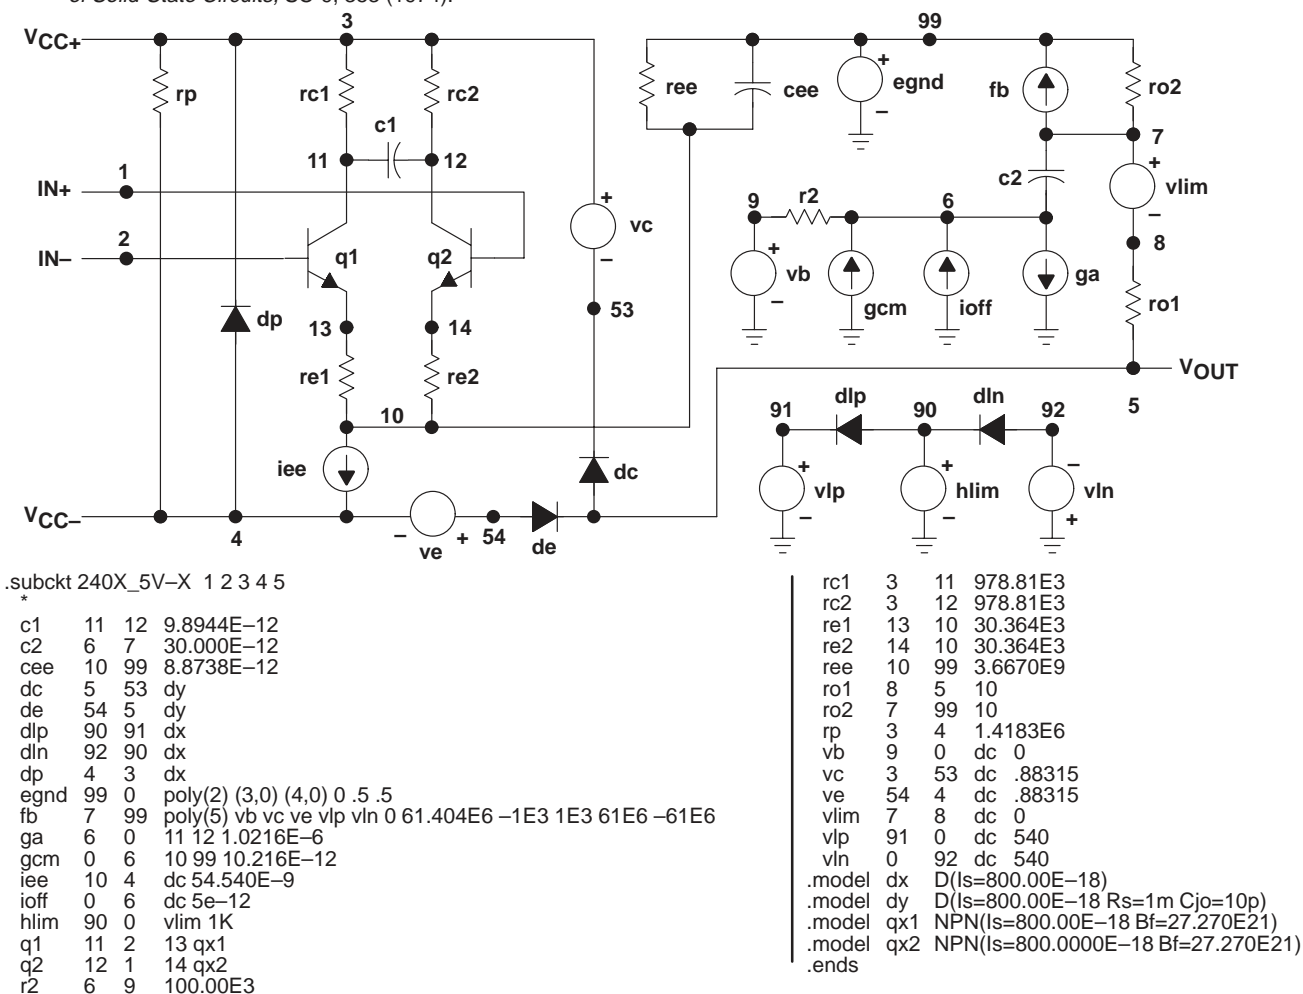 of Solid-State Circuits, SC-9, 353 (1974).
99
3
VCC+
rp
rc1
rc2
c1
11
12
ree
cee
egnd
+
–
fb
ro2
7
1
IN+
2
IN–
q1
q2
+
vc
–
53
9
r2
6
c2
+
vlim
–
8
+
vb
–
gcm
ioff
ga
ro1
dp
13
14
re1
re2
10
VOUT
5
dlp
dln
91
90
92
iee
dc
+
vlp
–
+
hlim
–
–
vln
+
VCC–
4
–
ve
+
54
de
.subckt 240X_5V–X 1 2 3 4 5
*
c1 11 12 9.8944E–12
c2 6 7 30.000E–12
cee 10 99 8.8738E–12
dc 5 53 dy
de 54 5 dy
dlp 90 91 dx
dln 92 90 dx
dp 4 3 dx
egnd 99 0 poly(2) (3,0) (4,0) 0 .5 .5
fb 7 99 poly(5) vb vc ve vlp vln 0 61.404E6 –1E3 1E3 61E6 –61E6
ga 6 0 11 12 1.0216E–6
gcm 0 6 10 99 10.216E–12
iee 10 4 dc 54.540E–9
ioff 0 6 dc 5e–12
hlim 90 0 vlim 1K
q1 11 2 13 qx1
q2 12 1 14 qx2
r2 6 9 100.00E3
rc1 3 11 978.81E3
rc2 3 12 978.81E3
re1 13 10 30.364E3
re2 14 10 30.364E3
ree 10 99 3.6670E9
ro1 8 5 10
ro2 7 99 10
rp 3 4 1.4183E6
vb 9 0 dc 0
vc 3 53 dc .88315
ve 54 4 dc .88315
vlim 7 8 dc 0
vlp 91 0 dc 540
vln 0 92 dc 540
.model dx D(Is=800.00E–18)
.model dy D(Is=800.00E–18 Rs=1m Cjo=10p)
.model qx1 NPN(Is=800.00E–18 Bf=27.270E21)
.model qx2 NPN(Is=800.0000E–18 Bf=27.270E21)
.ends